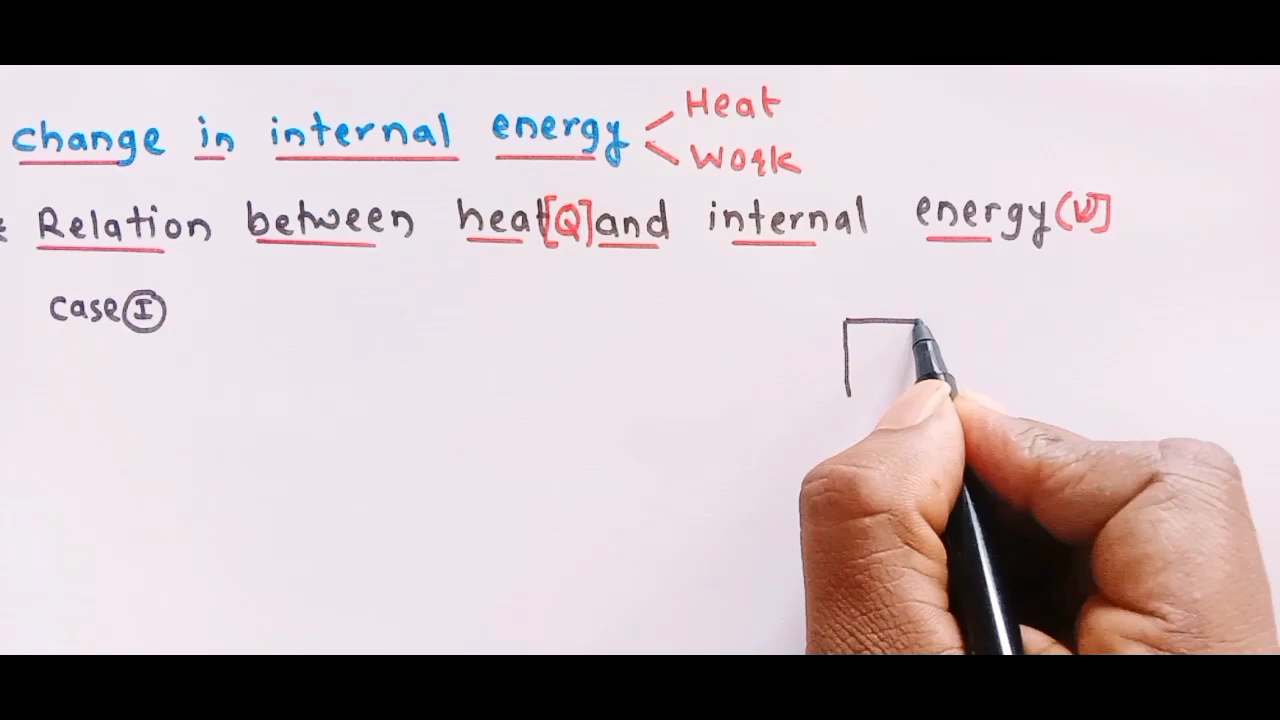 change in internal energy
Heat
Work
Relation between heat[Q] and internal energy(U]
case I